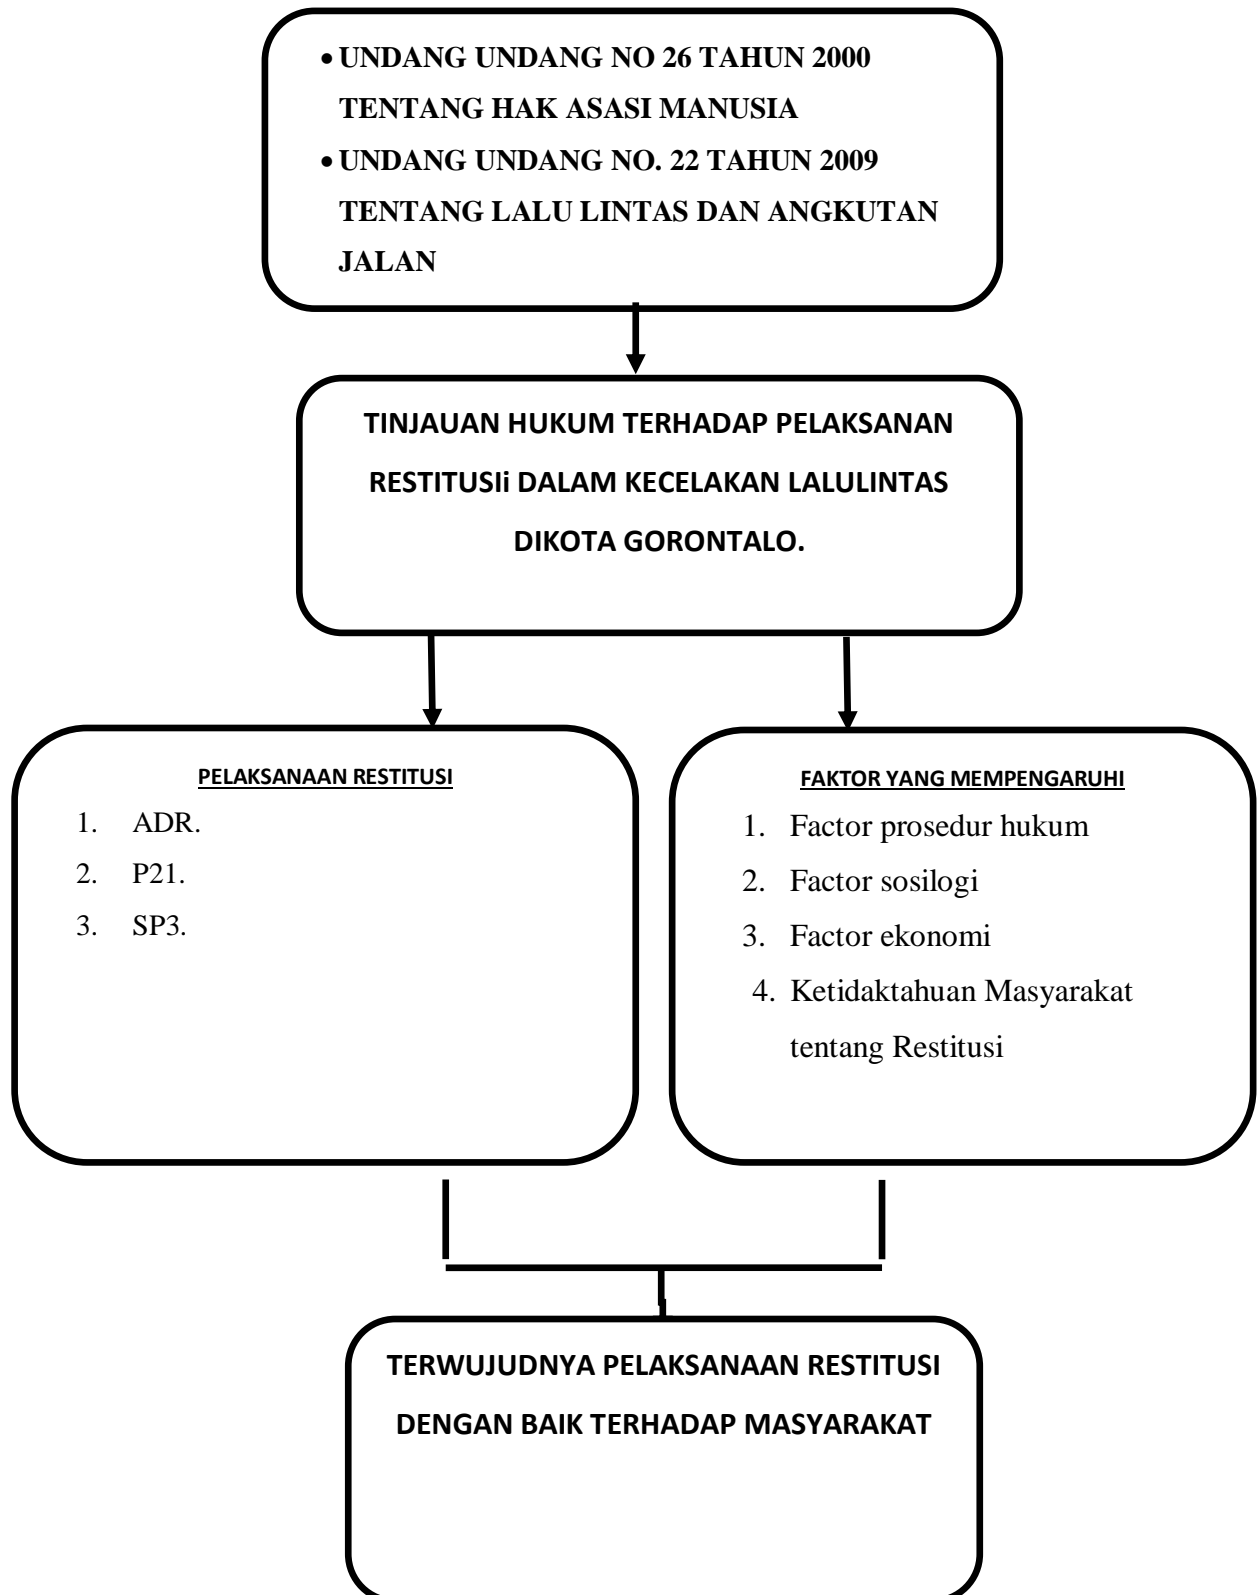 • UNDANG UNDANG NO 26 TAHUN 2000
TENTANG HAK ASASI MANUSIA
• UNDANG UNDANG NO. 22 TAHUN 2009
TENTANG LALU LINTAS DAN ANGKUTAN
JALAN
TINJAUAN HUKUM TERHADAP PELAKSANAN
RESTITUSIi DALAM KECELAKAN LALULINTAS
DIKOTA GORONTALO.
PELAKSANAAN RESTITUSI
1. ADR.
2. P21.
3. SP3.
FAKTOR YANG MEMPENGARUHI
1. Factor prosedur hukum
2. Factor sosilogi
3. Factor ekonomi
4. Ketidaktahuan Masyarakat
tentang Restitusi
TERWUJUDNYA PELAKSANAAN RESTITUSI
DENGAN BAIK TERHADAP MASYARAKAT